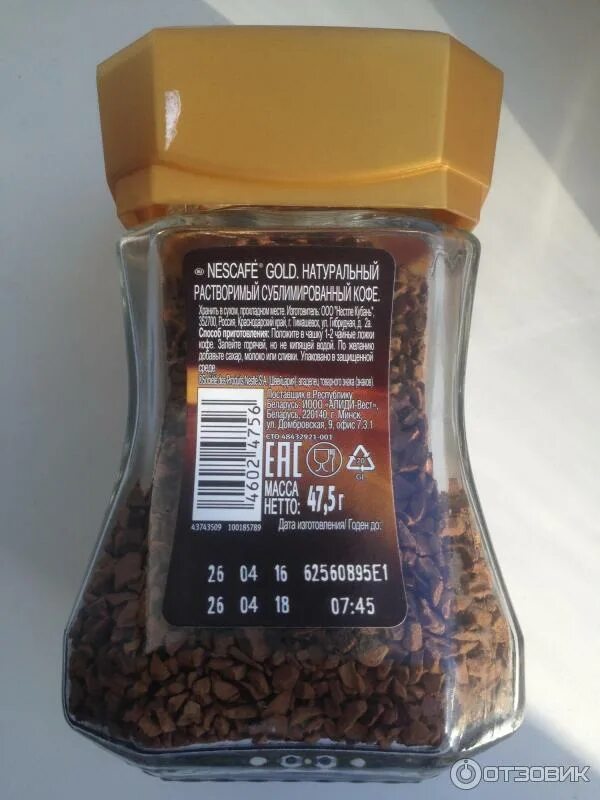 RU NESCAFÉ® GOLD. НАТУРАЛЬНЫЙ
РАСТВОРИМЫЙ СУБЛИМИРОВАННЫЙ КОФЕ.
Хранить в сухом, прохладном месте. Изготовитель: ООО "Нестле Кубань",
352700, Россия, Краснодарский край, г. Тимашевск, ул. Гибридная, д. 2а.
Способ приготовления: Положите в чашку 1-2 чайные ложки
кофе. Залейте горячей, но не кипящей водой. По желанию
добавьте сахар, молоко или сливки. Упаковано в защищенной
среде.
®Société des Produits Nestlé S.A. (Швейцария) (владелец товарного знака (знаков).
Поставщик в Республику
Беларусь: ИООО «АЛИДИ-Вест»,
Беларусь, 220140, г. Минск,
ул. Домбровская, 9, офис 7.3.1
СТО 48432921-001
EAC
20
GL
МАССА
НЕТТО: 47,5 г
46024756
43743509 100185789
Дата изготовления/ Годен до:
26 04 16 62560895E1
26 04 18 07:45
ОТЗОВИК